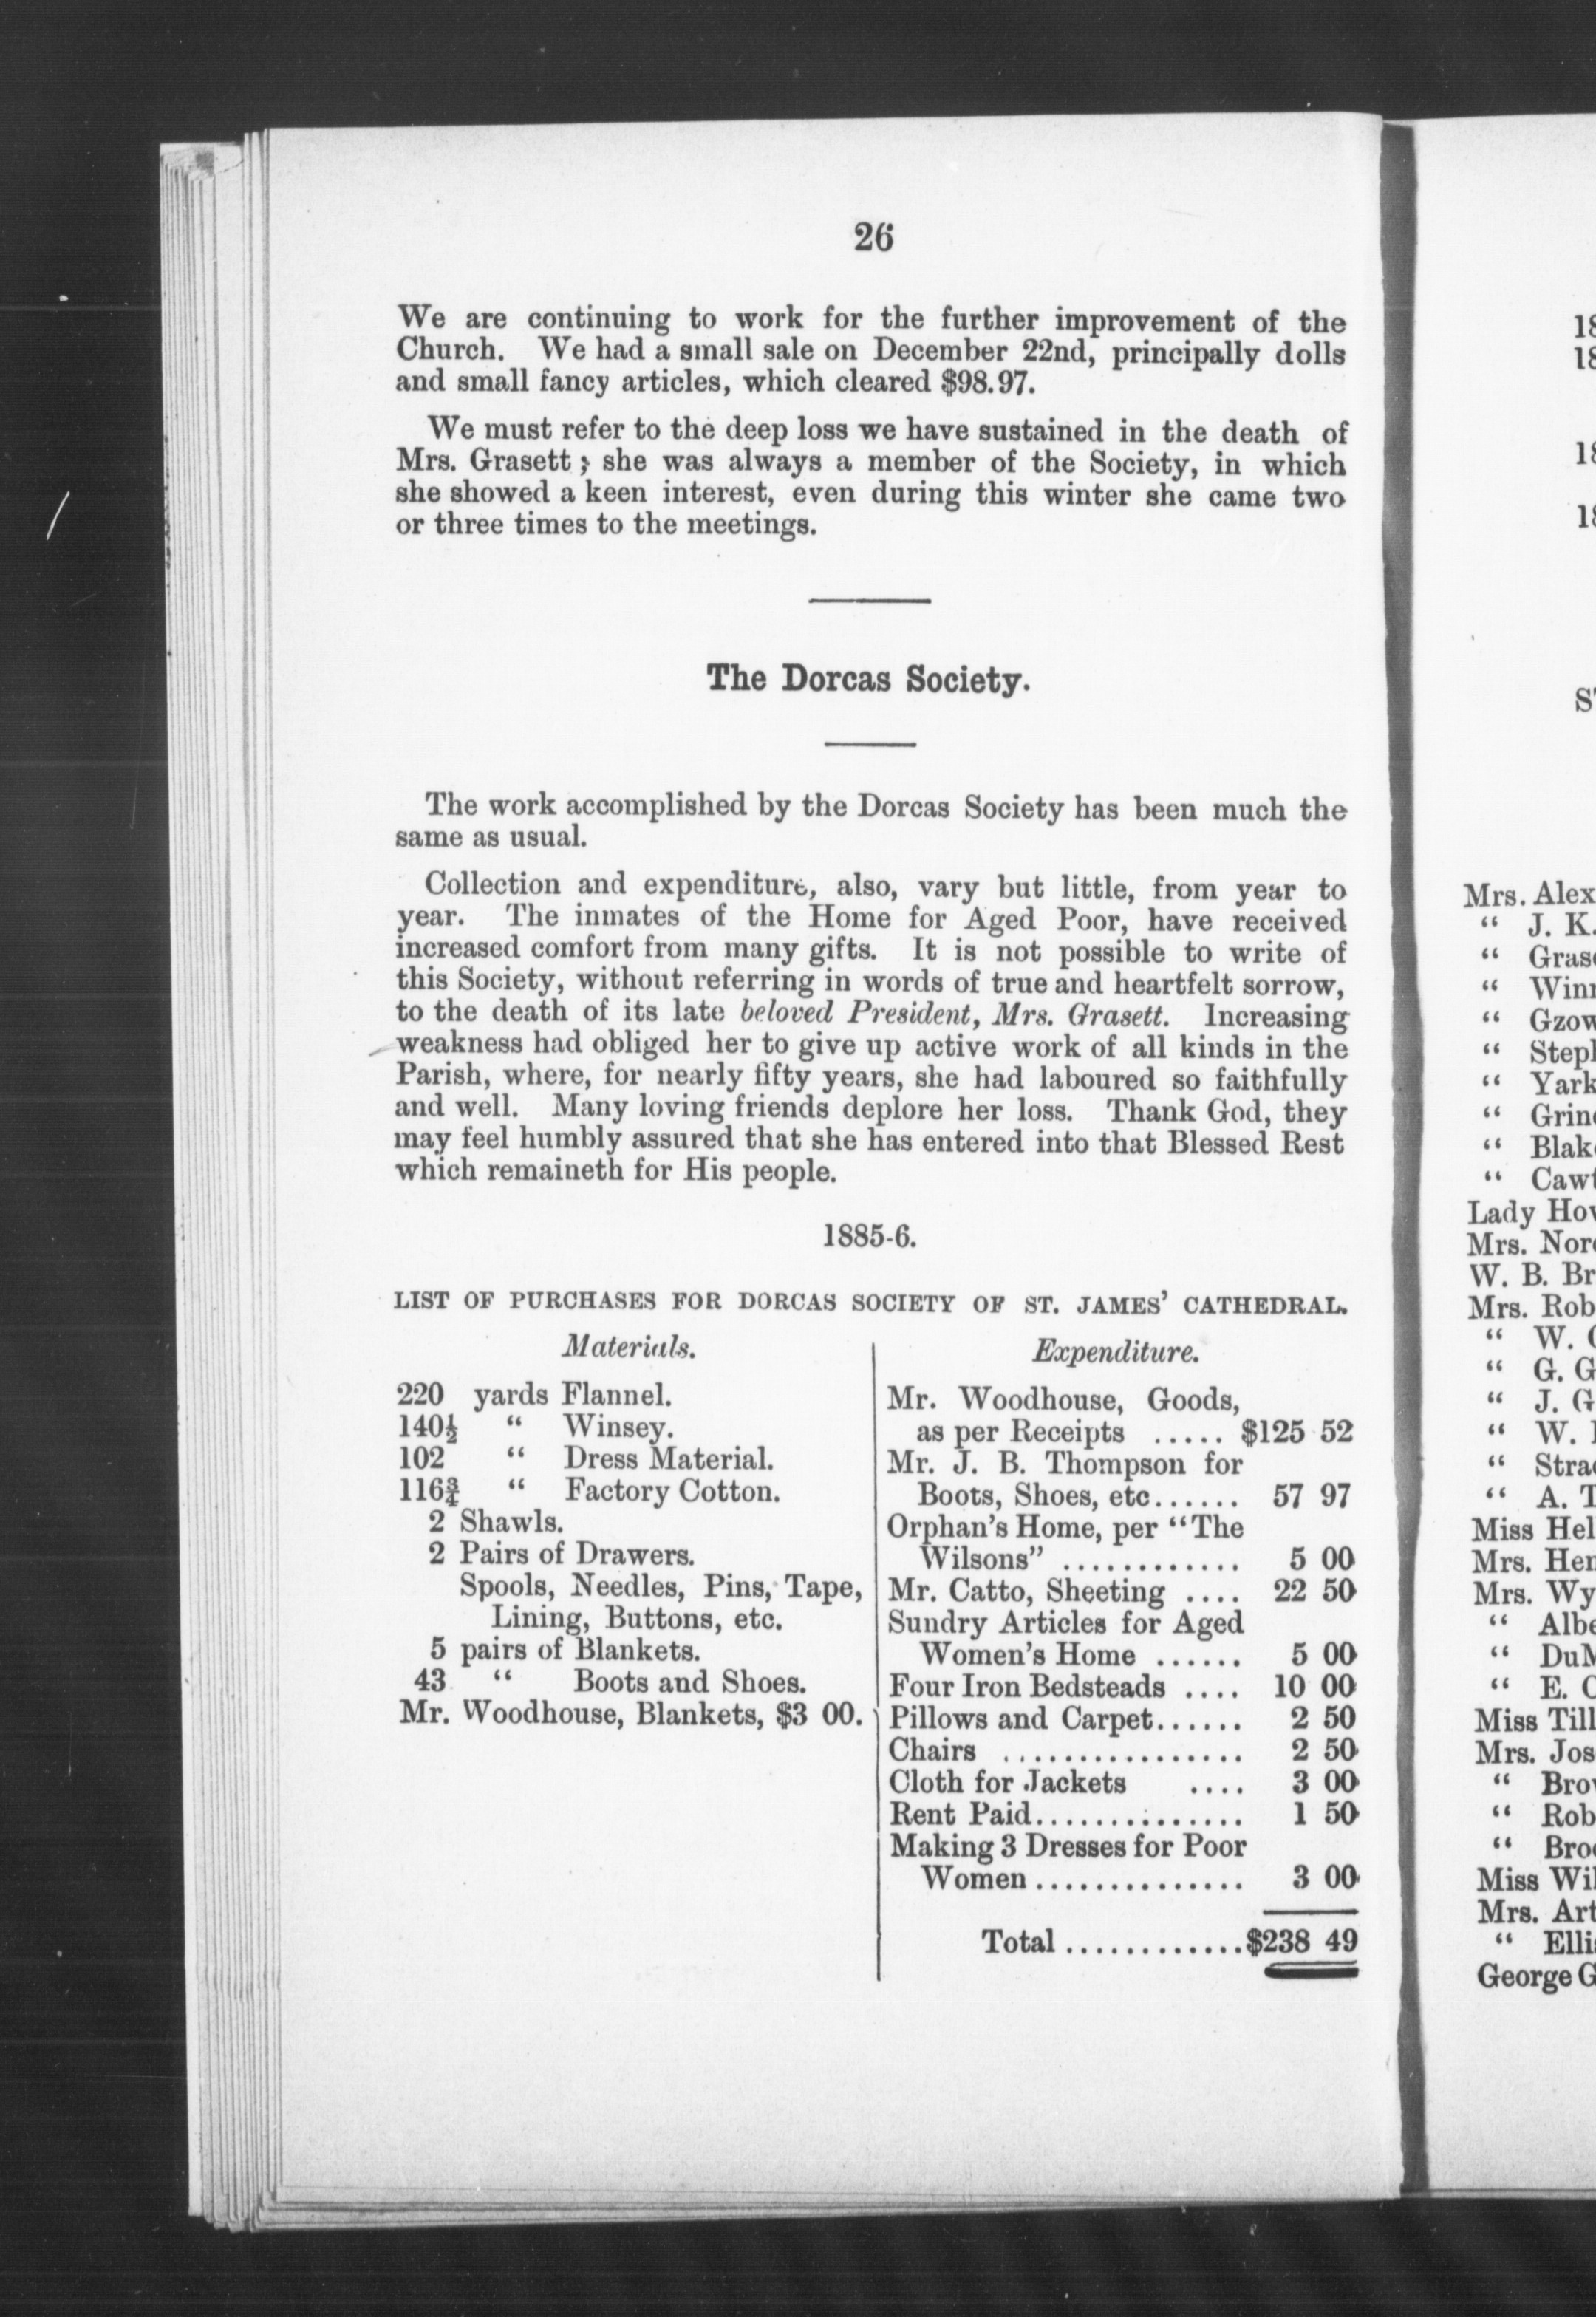 26
We are continuing to work for the further improvement of the
Church. We had a small sale on December 22nd, principally dolls
and small fancy articles, which cleared $98.97.
We must refer to the deep loss we have sustained in the death of
Mrs. Grasett; she was always a member of the Society, in which
she showed a keen interest, even during this winter she came two
or three times to the meetings.
The Dorcas Society.
The work accomplished by the Dorcas Society has been much the
same as usual.
Collection and expenditure, also, vary but little, from year to
year. The inmates of the Home for Aged Poor, have received
increased comfort from many gifts. It is not possible to write of
this Society, without referring in words of true and heartfelt sorrow,
to the death of its late beloved President, Mrs. Grasett. Increasing
weakness had obliged her to give up active work of all kinds in the
Parish, where, for nearly fifty years, she had laboured so faithfully
and well. Many loving friends deplore her loss. Thank God, they
may feel humbly assured that she has entered into that Blessed Rest
which remaineth for His people.
1885-6.
LIST OF PURCHASES FOR DORCAS SOCIETY OF ST. JAMES' CATHEDRAL.
Materials.
220 yards Flannel.
140½ “ Winsey.
102 “ Dress Material.
116¾ “ Factory Cotton.
2 Shawls.
2 Pairs of Drawers.
Spools, Needles, Pins, Tape,
Lining, Buttons, etc.
5 pairs of Blankets.
43 “ Boots and Shoes.
Mr. Woodhouse, Blankets, $3 00.
Expenditure.
Mr. Woodhouse, Goods,
as per Receipts ..... $125 52
Mr. J. B. Thompson for
Boots, Shoes, etc...... 57 97
Orphan's Home, per “The
Wilsons” ............ 5 00
Mr. Catto, Sheeting .... 22 50
Sundry Articles for Aged
Women's Home ...... 5 00
Four Iron Bedsteads .... 10 00
Pillows and Carpet...... 2 50
Chairs ................ 2 50
Cloth for Jackets .... 3 00
Rent Paid.............. 1 50
Making 3 Dresses for Poor
Women .............. 3 00
Total ............$238 49
Mrs. Alex
“ J. K.
“
“
“
“
“
“
“
“
Lady
Mrs.
W. B.
Mrs. Rob
“ W.
“ G. G
“ J. G
“ W.
“
“ A. T
Miss Hel
Mrs. Hen
Mrs. Wy
“ Albe
“ DuM
“ E. C
Miss Till
Mrs. Jos
“ Brow
“ Rob
“ Broo
Miss Wil
Mrs. Art
“ Elli
George G